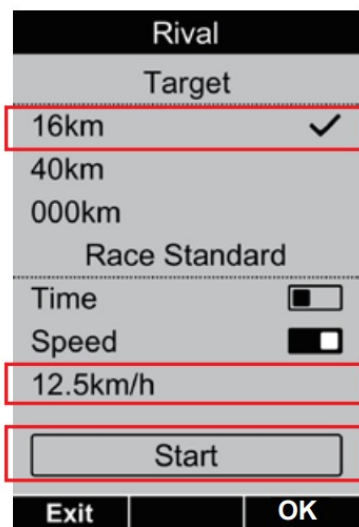 Rival
Target
16km
40km
000km
Race Standard
Time
Speed
12.5km/h
Start
Exit OK